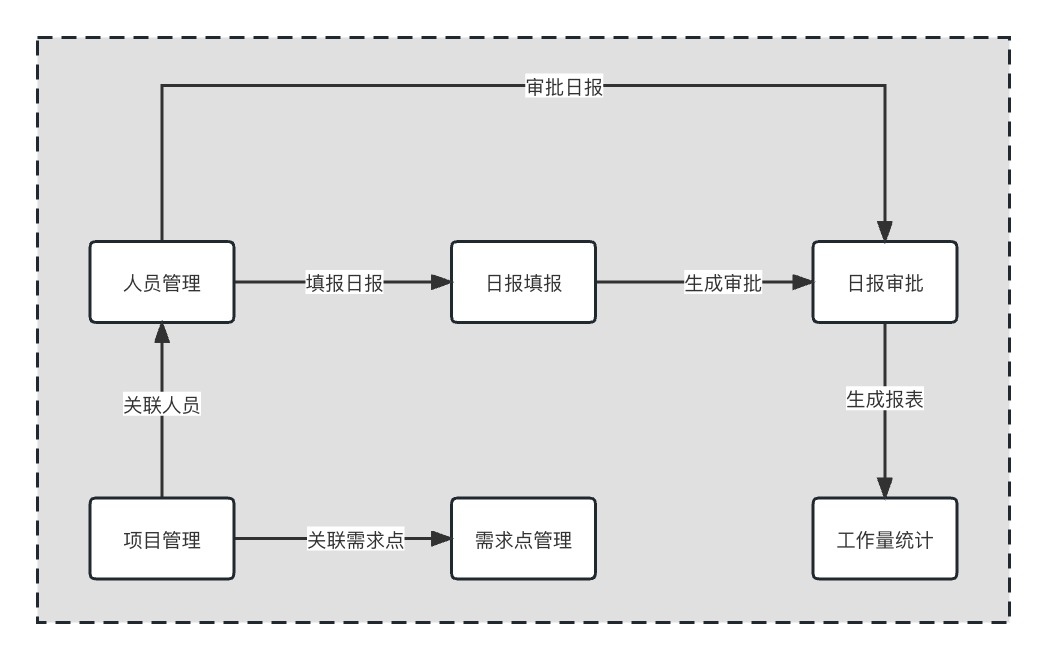 审批日报
人员管理
填报日报
日报填报
生成审批
日报审批
关联人员
生成报表
项目管理
关联需求点
需求点管理
工作量统计